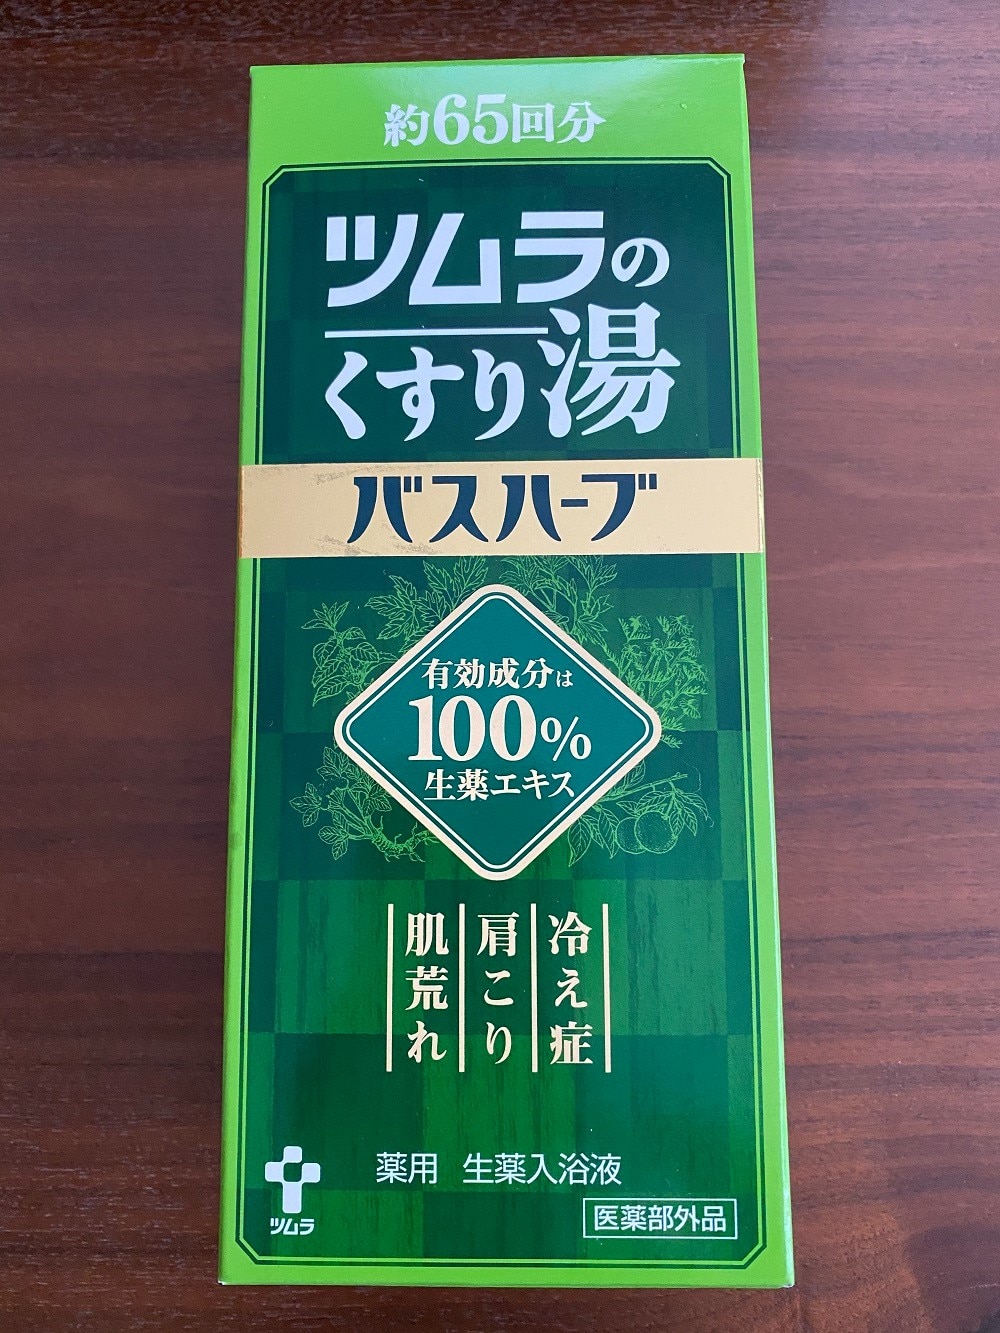 約65回分
ツムラの
くすり湯
バスハーブ
有効成分は
100%
生薬エキス
冷え症
肩こり
肌荒れ
薬用 生薬入浴液
ツムラ
医薬部外品